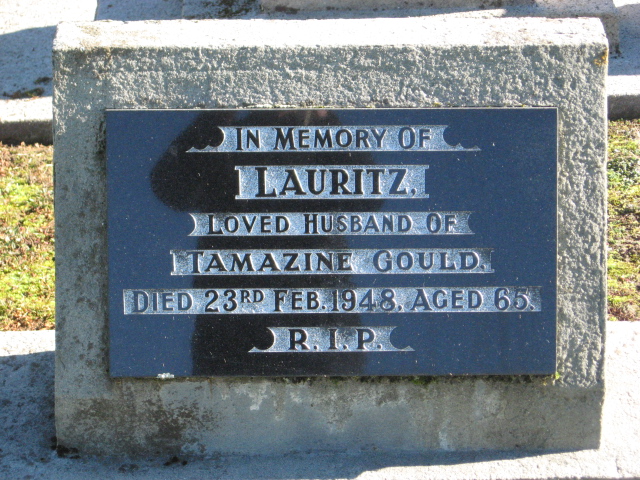 IN MEMORY OF
LAURITZ,
LOVED HUSBAND OF
TAMAZINE GOULD.
DIED 23RD FEB. 1948, AGED 65.
R.I.P.